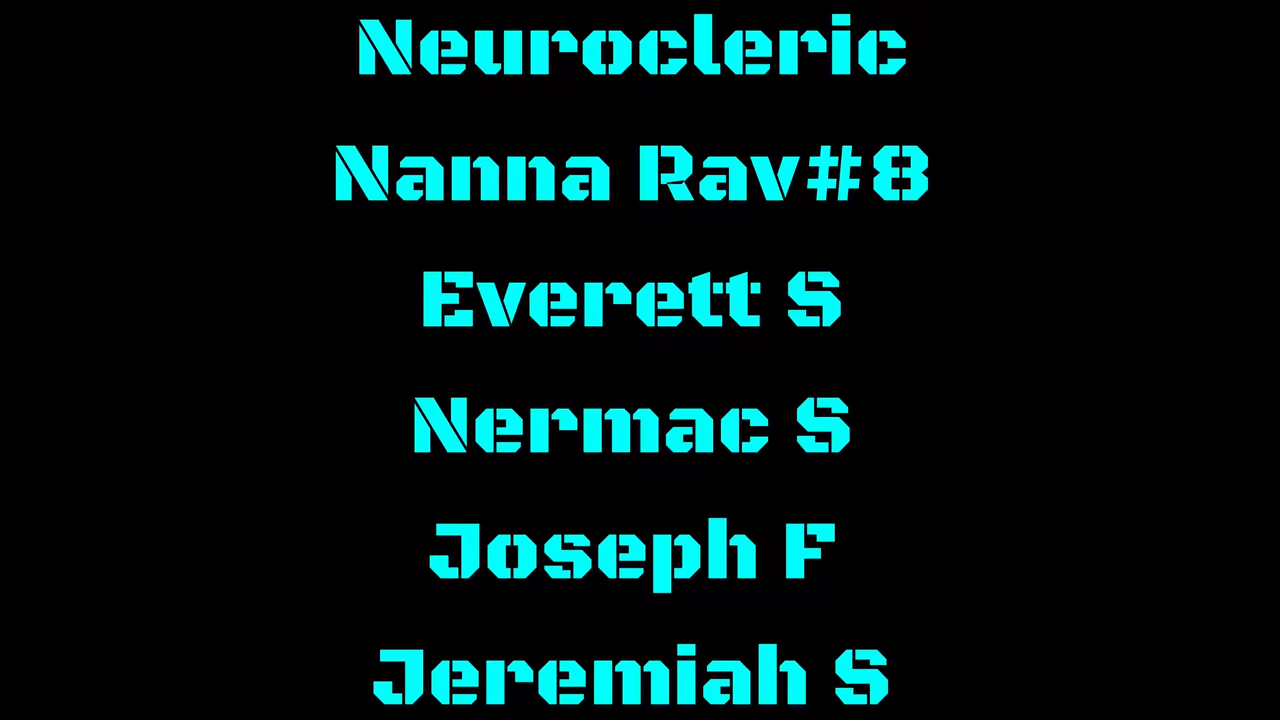 Neurocleric
Nanna Rav#8
Everett S
Nermac S
Joseph F
Jeremiah S